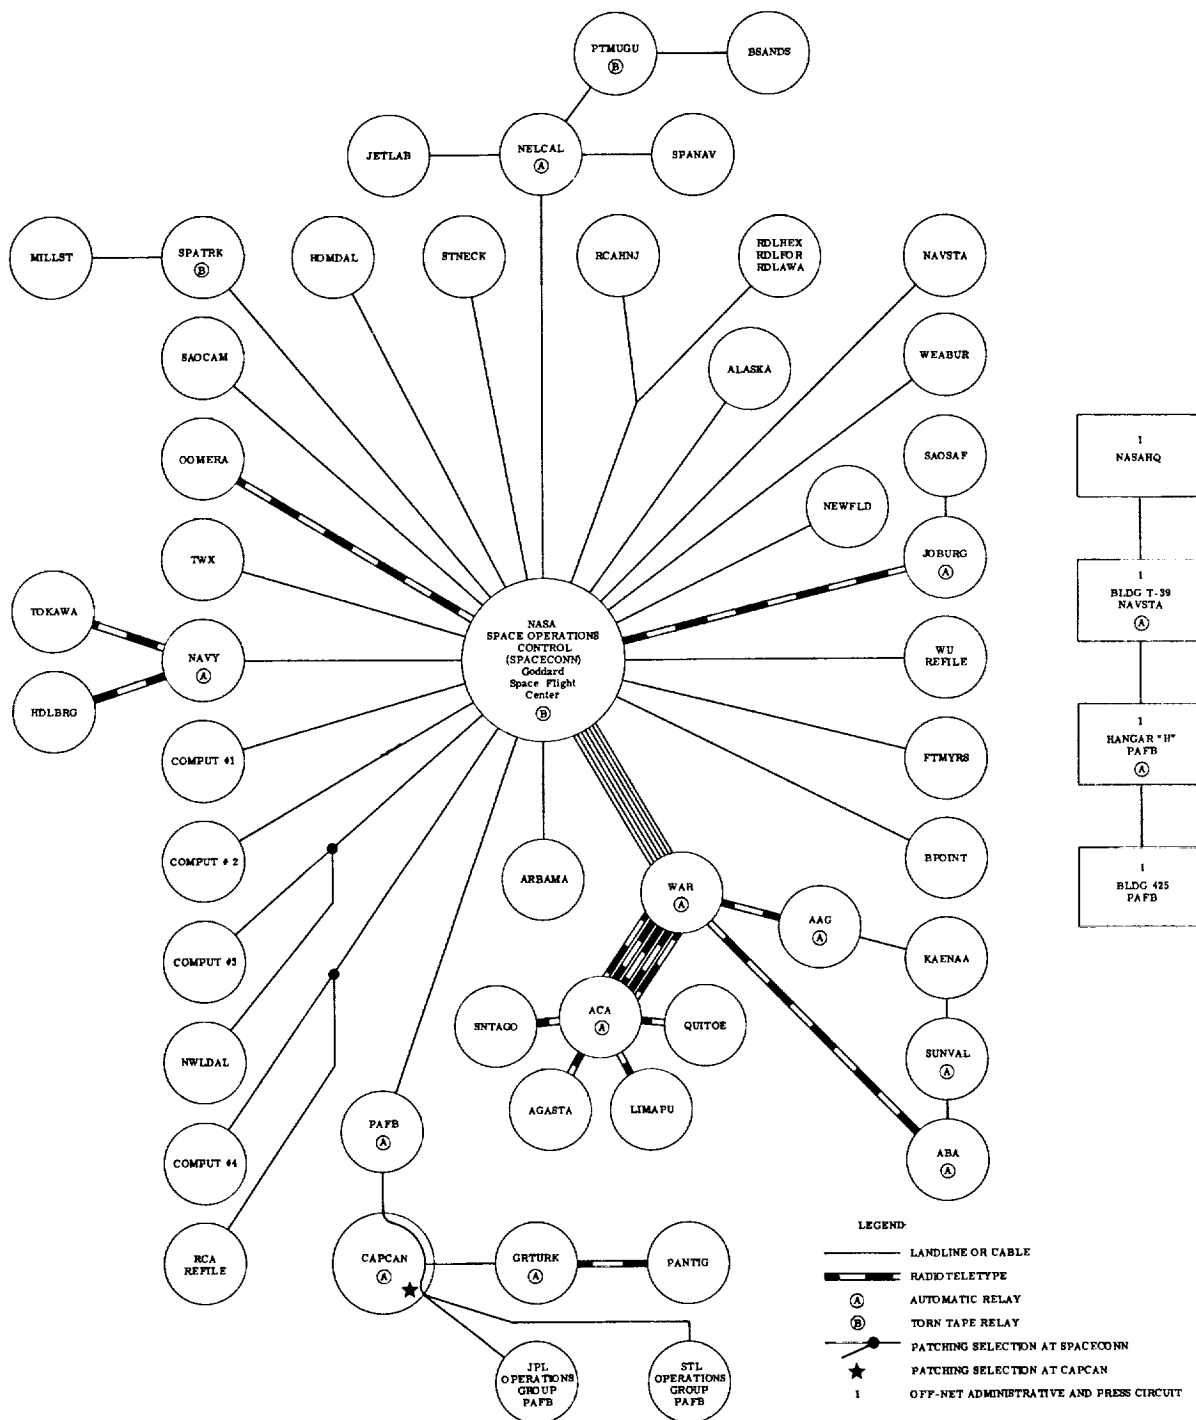 PTMUGU
B
BSANDS
JETLAB
NELCAL
A
SPANAV
MILLST
SPATRK
B
HOMDAL
STNECK
RCAHNJ
RDLHEX
RDLFOR
RDLAWA
NAVSTA
SAOCAM
ALASKA
WEABUR
OOMERA
SAOSAF
1
NASAHQ
NEWFLD
TWX
JOBURG
A
1
BLDG T-39
NAVSTA
A
TOKAWA
NAVY
A
HDLBRG
NASA
SPACE OPERATIONS
CONTROL
(SPACECONN)
Goddard
Space Flight
Center
B
WU
REFILE
COMPUT #1
FTMYRS
1
HANGAR "H"
PAFB
A
COMPUT # 2
ARBAMA
WAR
A
BPOINT
1
BLDG 425
PAFB
AAG
A
COMPUT #3
KAENAA
SNTAGO
ACA
A
QUITOE
NWLDAL
SUNVAL
A
AGASTA
LIMAPU
PAFB
A
COMPUT #4
ABA
A
RCA
REFILE
CAPCAN
A
GRTURK
A
PANTIG
JPL
OPERATIONS
GROUP
PAFB
STL
OPERATIONS
GROUP
PAFB
LEGEND:
LANDLINE OR CABLE
RADIO TELETYPE
A AUTOMATIC RELAY
B TORN TAPE RELAY
PATCHING SELECTION AT SPACECONN
PATCHING SELECTION AT CAPCAN
1 OFF-NET ADMINISTRATIVE AND PRESS CIRCUIT